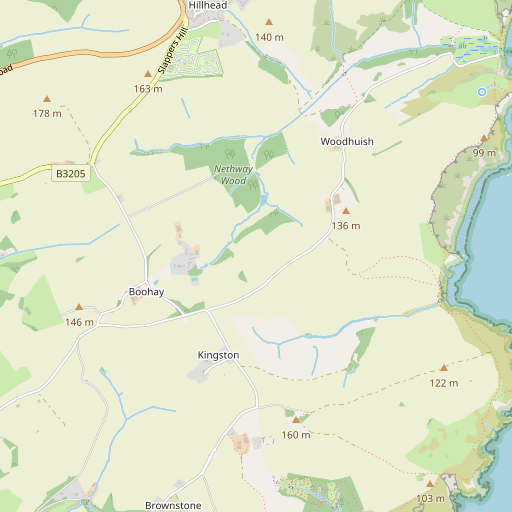 Hillhead
140 m
Slappers Hill
oad
163 m
178 m
Woodhuish
99 m
Nethway
Wood
B3205
136 m
Boohay
146 m
Kingston
122 m
160 m
103 m
Brownstone